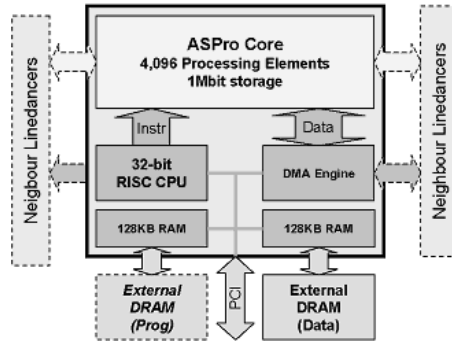 ASPro Core
4,096 Processing Elements
1Mbit storage
Neigbour Linedancers
Neighbour Linedancers
Instr
Data
32-bit
RISC CPU
DMA Engine
128KB RAM
128KB RAM
External
DRAM
(Prog)
PCI
External
DRAM
(Data)